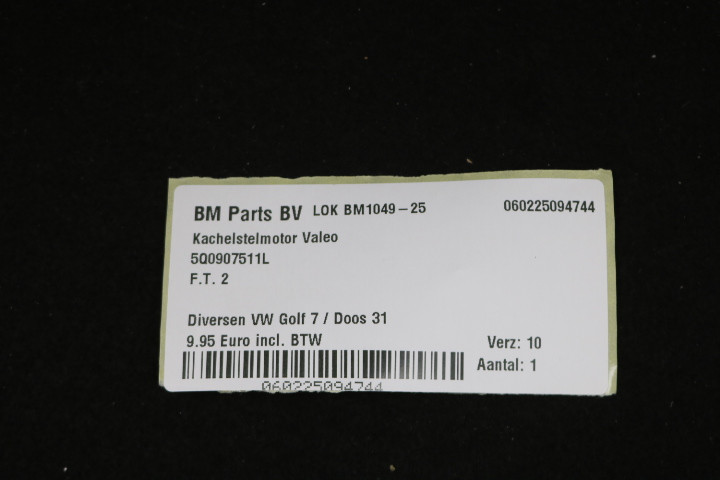 BM Parts BV LOK BM1049-25 060225094744
Kachelstelmotor Valeo
5Q0907511L
F.T. 2
Diversen VW Golf 7 / Doos 31
9.95 Euro incl. BTW Verz: 10
Aantal: 1
060225094744